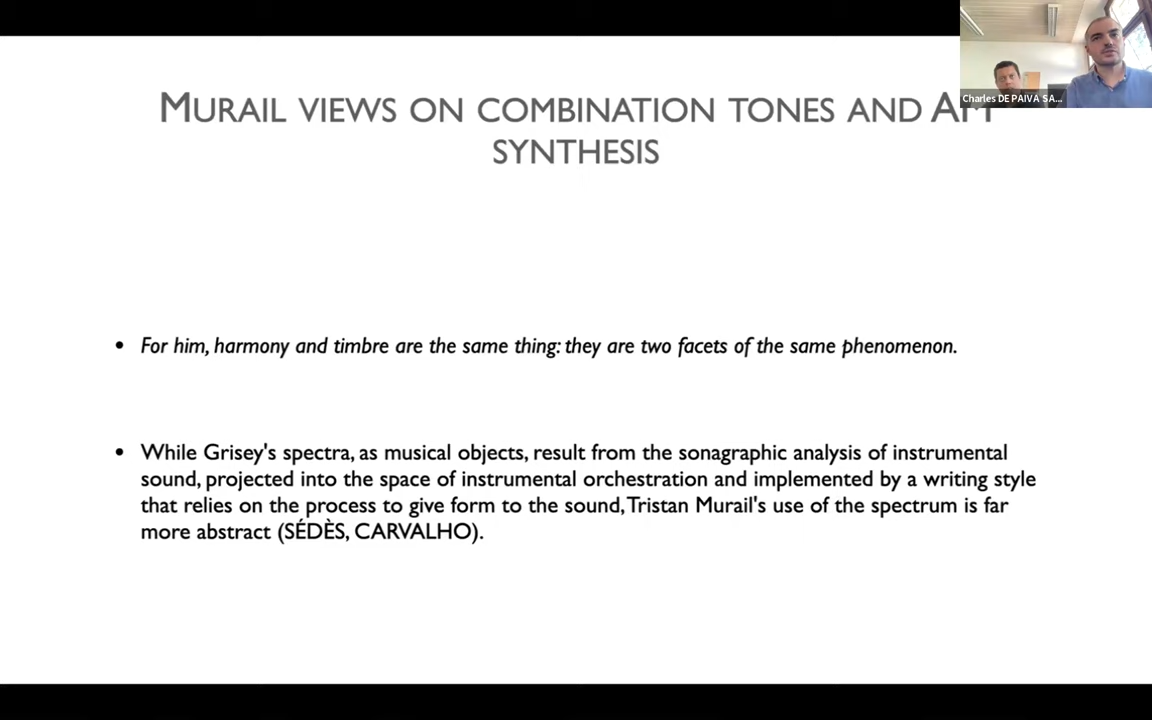 MURAIL VIEWS ON COMBINATION TONES AND AM
SYNTHESIS
Charles DE PAIVA SA...
• For him, harmony and timbre are the same thing: they are two facets of the same phenomenon.
• While Grisey's spectra, as musical objects, result from the sonagraphic analysis of instrumental
sound, projected into the space of instrumental orchestration and implemented by a writing style
that relies on the process to give form to the sound, Tristan Murail's use of the spectrum is far
more abstract (SÉDÈS, CARVALHO).